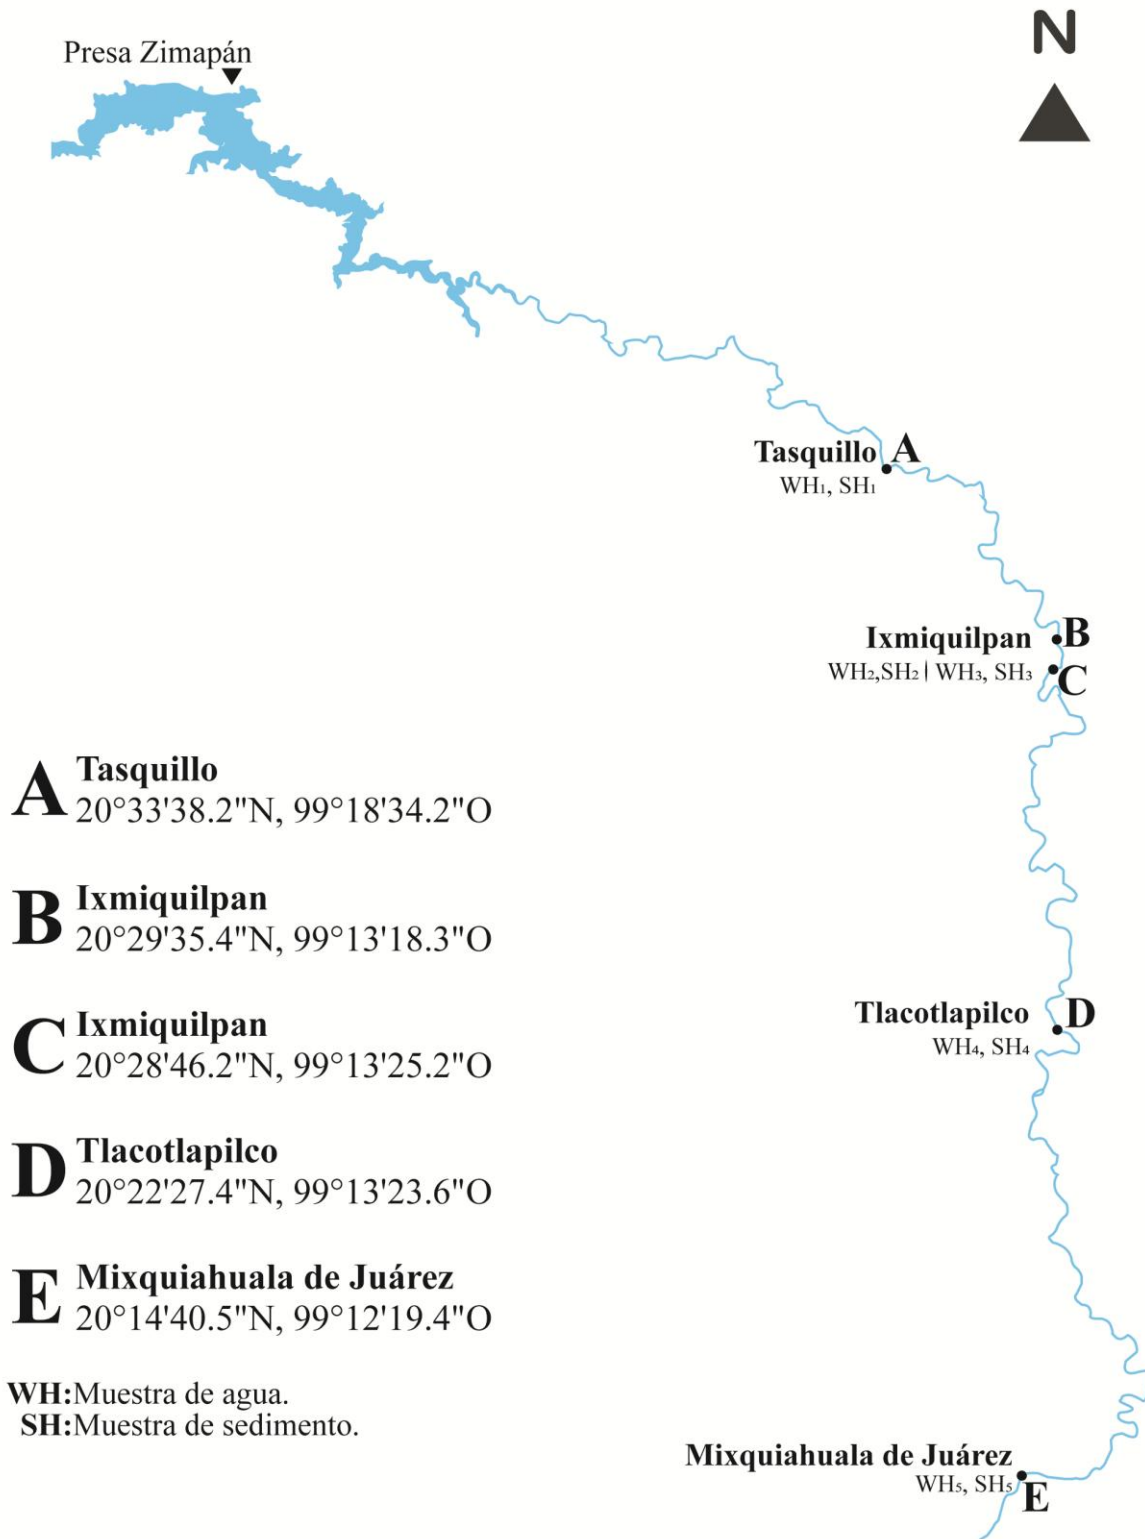 N
Presa Zimapán
Tasquillo A
WH₁, SH₁
Ixmiquilpan B
WH₂,SH₂ | WH₃, SH₃ C
A Tasquillo
20°33'38.2"N, 99°18'34.2"O
B Ixmiquilpan
20°29'35.4"N, 99°13'18.3"O
C Ixmiquilpan
20°28'46.2"N, 99°13'25.2"O
Tlacotlapilco D
WH₄, SH₄
D Tlacotlapilco
20°22'27.4"N, 99°13'23.6"O
E Mixquiahuala de Juárez
20°14'40.5"N, 99°12'19.4"O
WH:Muestra de agua.
SH:Muestra de sedimento.
Mixquiahuala de Juárez
WH₅, SH₅ E